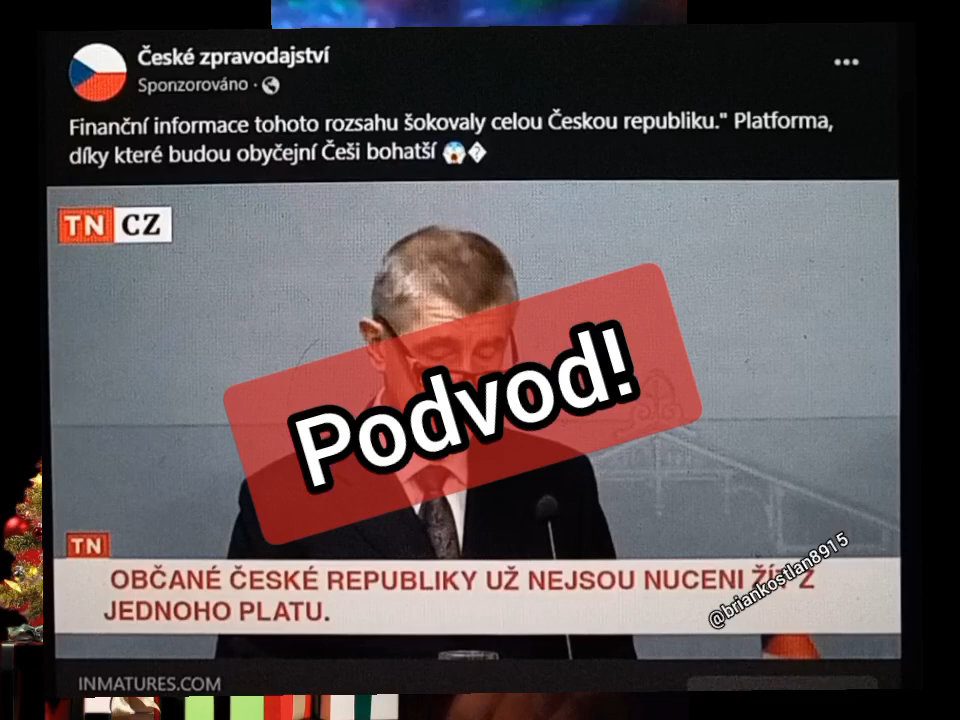 České zpravodajství
Sponzorováno ·
Finanční informace tohoto rozsahu šokovaly celou Českou republiku." Platforma,
díky které budou obyčejní Češi bohatší 😱�
TN CZ
Podvod!
TN
OBČANÉ ČESKÉ REPUBLIKY UŽ NEJSOU NUCENI ŽÍT Z
JEDNOHO PLATU.
@briankostlan8915
INMATURES.COM